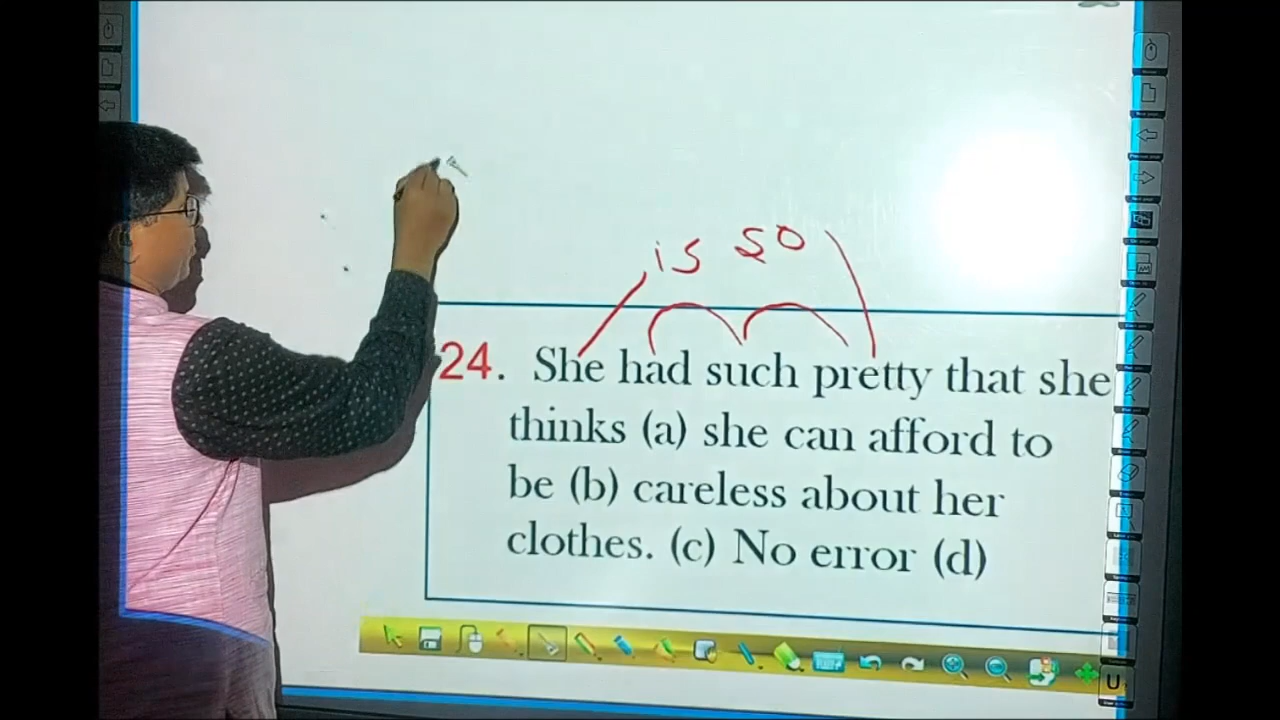 is so
24. She had such pretty that she
thinks (a) she can afford to
be (b) careless about her
clothes. (c) No error (d)
U